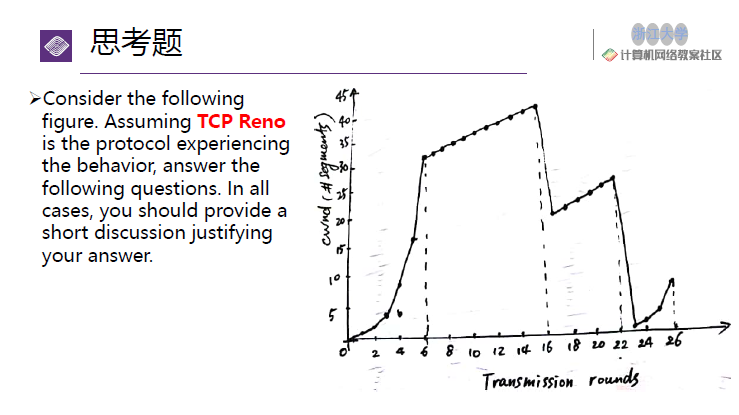 思考题
浙江大学
计算机网络教案社区
➢Consider the following
figure. Assuming TCP Reno
is the protocol experiencing
the behavior, answer the
following questions. In all
cases, you should provide a
short discussion justifying
your answer.
cwnd (#segments)
45
40
35
30
25
20
15
10
5
0 2 4 6 8 10 12 14 16 18 20 22 24 26
Transmission rounds